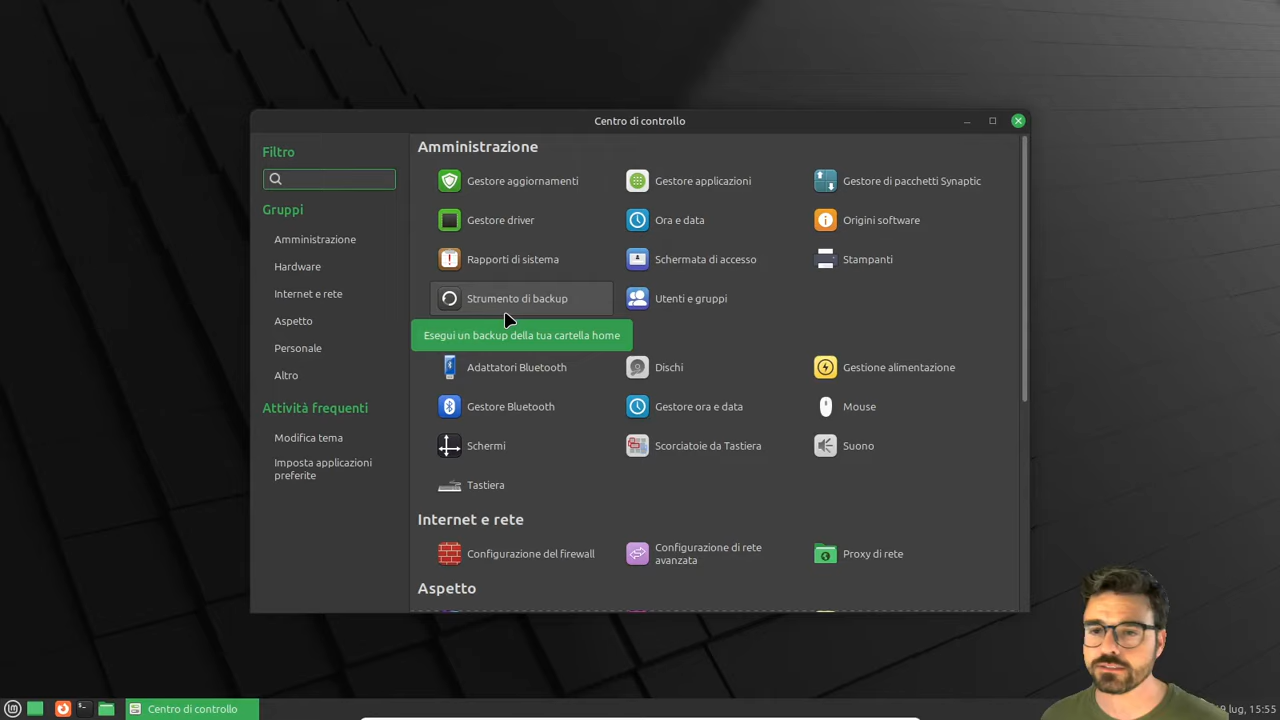 Centro di controllo
Filtro
Gruppi
Amministrazione
Hardware
Internet e rete
Aspetto
Personale
Altro
Attività frequenti
Modifica tema
Imposta applicazioni
preferite
Amministrazione
Gestore aggiornamenti
Gestore applicazioni
Gestore di pacchetti Synaptic
Gestore driver
Ora e data
Origini software
Rapporti di sistema
Schermata di accesso
Stampanti
Strumento di backup
Utenti e gruppi
Esegui un backup della tua cartella home
Adattatori Bluetooth
Dischi
Gestione alimentazione
Gestore Bluetooth
Gestore ora e data
Mouse
Schermi
Scorciatoie da Tastiera
Suono
Tastiera
Internet e rete
Configurazione del firewall
Configurazione di rete
avanzata
Proxy di rete
Aspetto
Centro di controllo
lug, 15:55